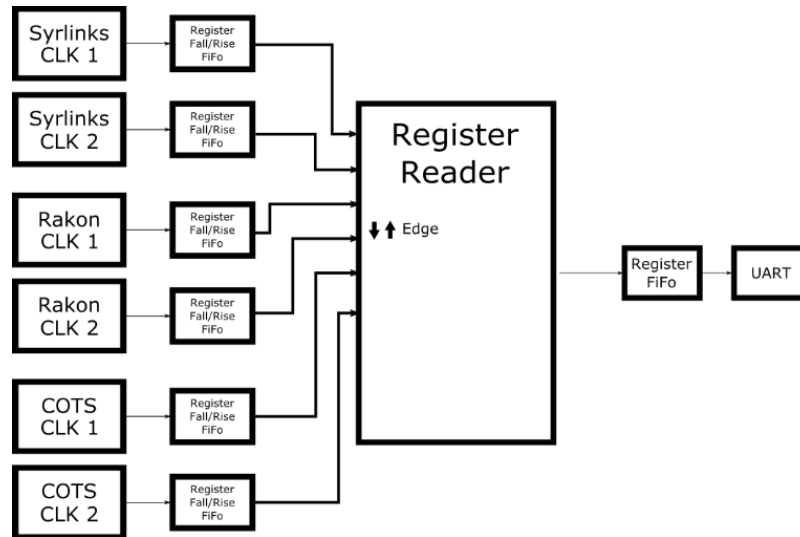 Syrlinks
CLK 1
Register
Fall/Rise
FiFo
Syrlinks
CLK 2
Register
Fall/Rise
FiFo
Rakon
CLK 1
Register
Fall/Rise
FiFo
Rakon
CLK 2
Register
Fall/Rise
FiFo
COTS
CLK 1
Register
Fall/Rise
FiFo
COTS
CLK 2
Register
Fall/Rise
FiFo
Register
Reader
Edge
Register
FiFo
UART